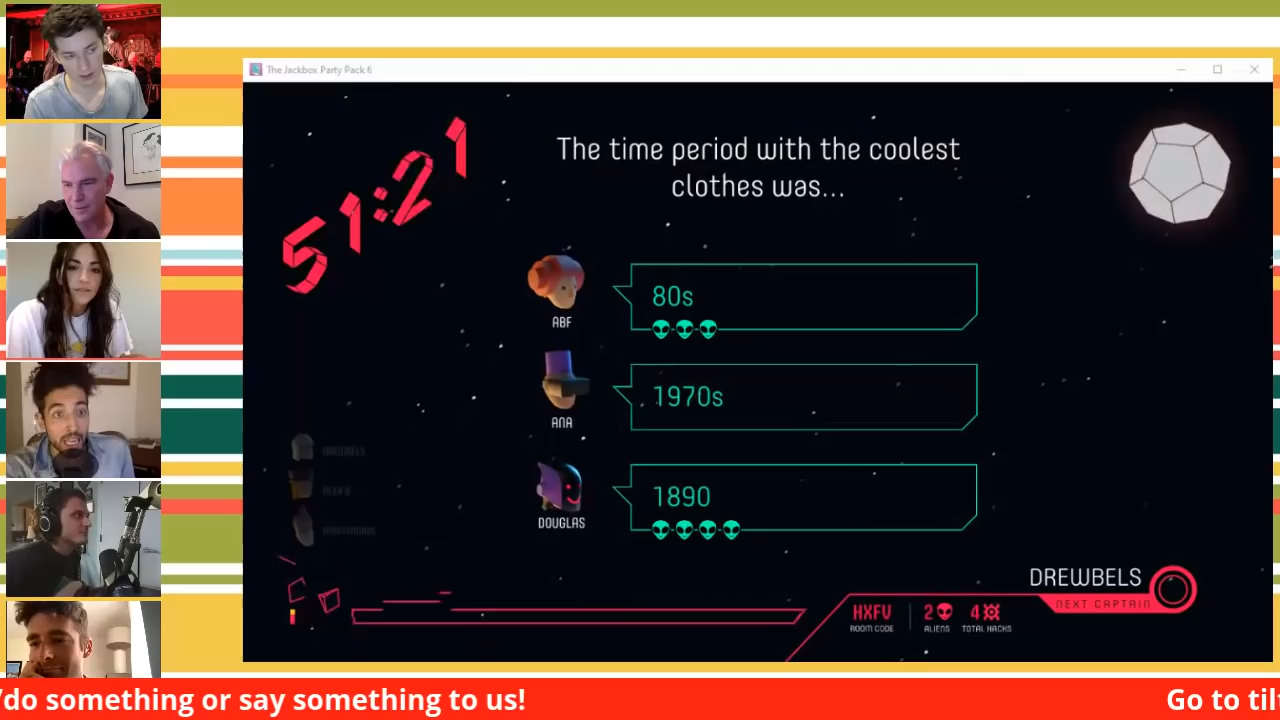 The Jackbox Party Pack 6
51:21
The time period with the coolest
clothes was...
80s
ABF
1970s
ANA
1890
DOUGLAS
DREWBELS
NEXT CAPTAIN
HXFV
ROOM CODE
2
ALIENS
4
TOTAL HACKS
/do something or say something to us!
Go to tilt